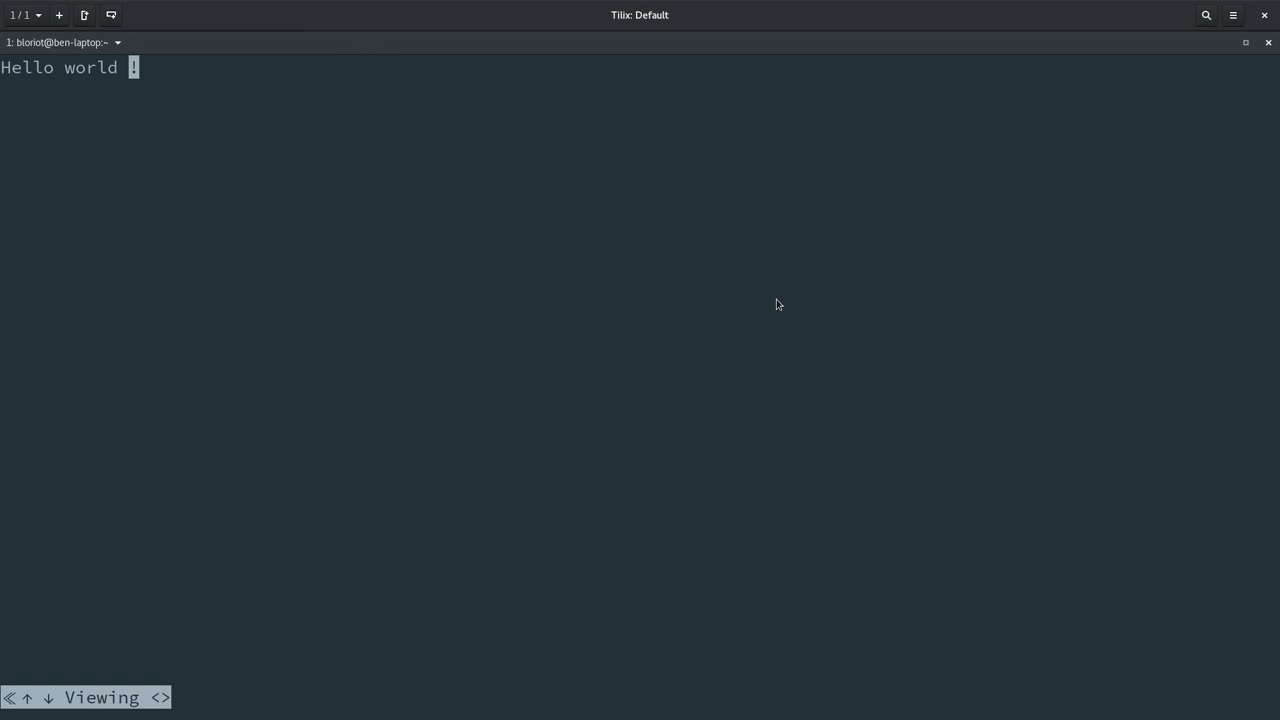 1 / 1
Tilix: Default
1: bloriot@ben-laptop:~
Hello world !
≪ ↑ ↓ Viewing <>